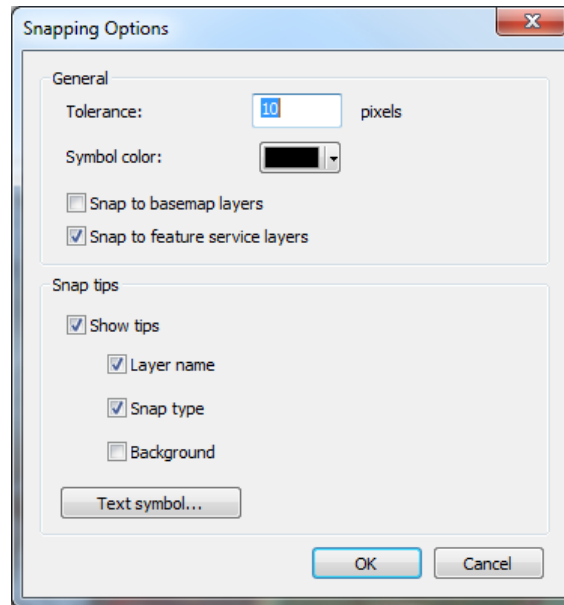 Snapping Options
General
Tolerance: 10 pixels
Symbol color:
Snap to basemap layers
Snap to feature service layers
Snap tips
Show tips
Layer name
Snap type
Background
Text symbol...
OK Cancel